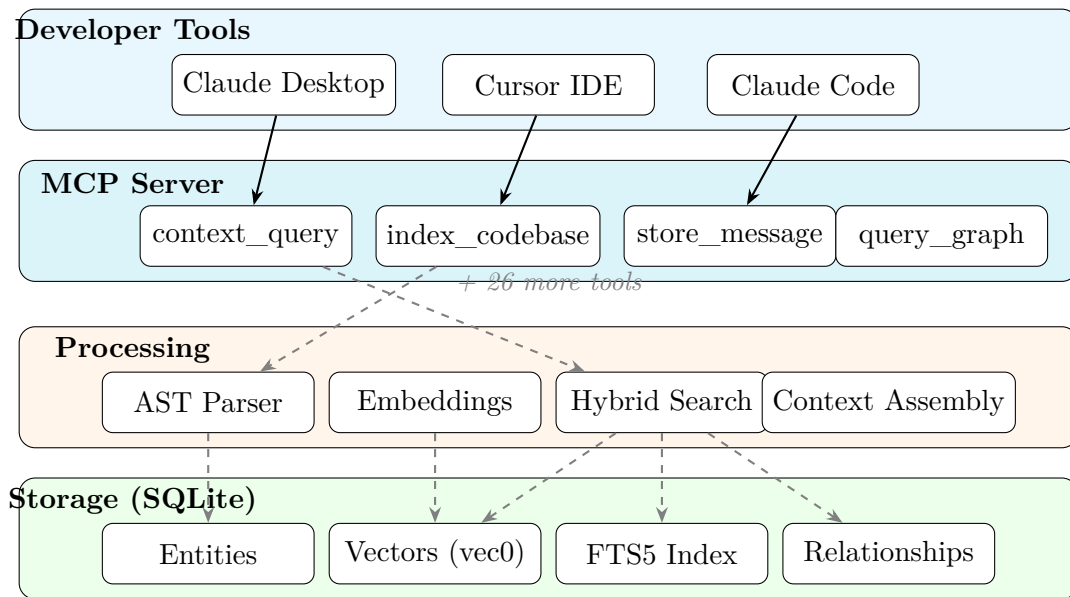 Developer Tools
Claude Desktop
Cursor IDE
Claude Code
MCP Server
context_query
index_codebase
store_message
query_graph
+ 26 more tools
Processing
AST Parser
Embeddings
Hybrid Search
Context Assembly
Storage (SQLite)
Entities
Vectors (vec0)
FTS5 Index
Relationships